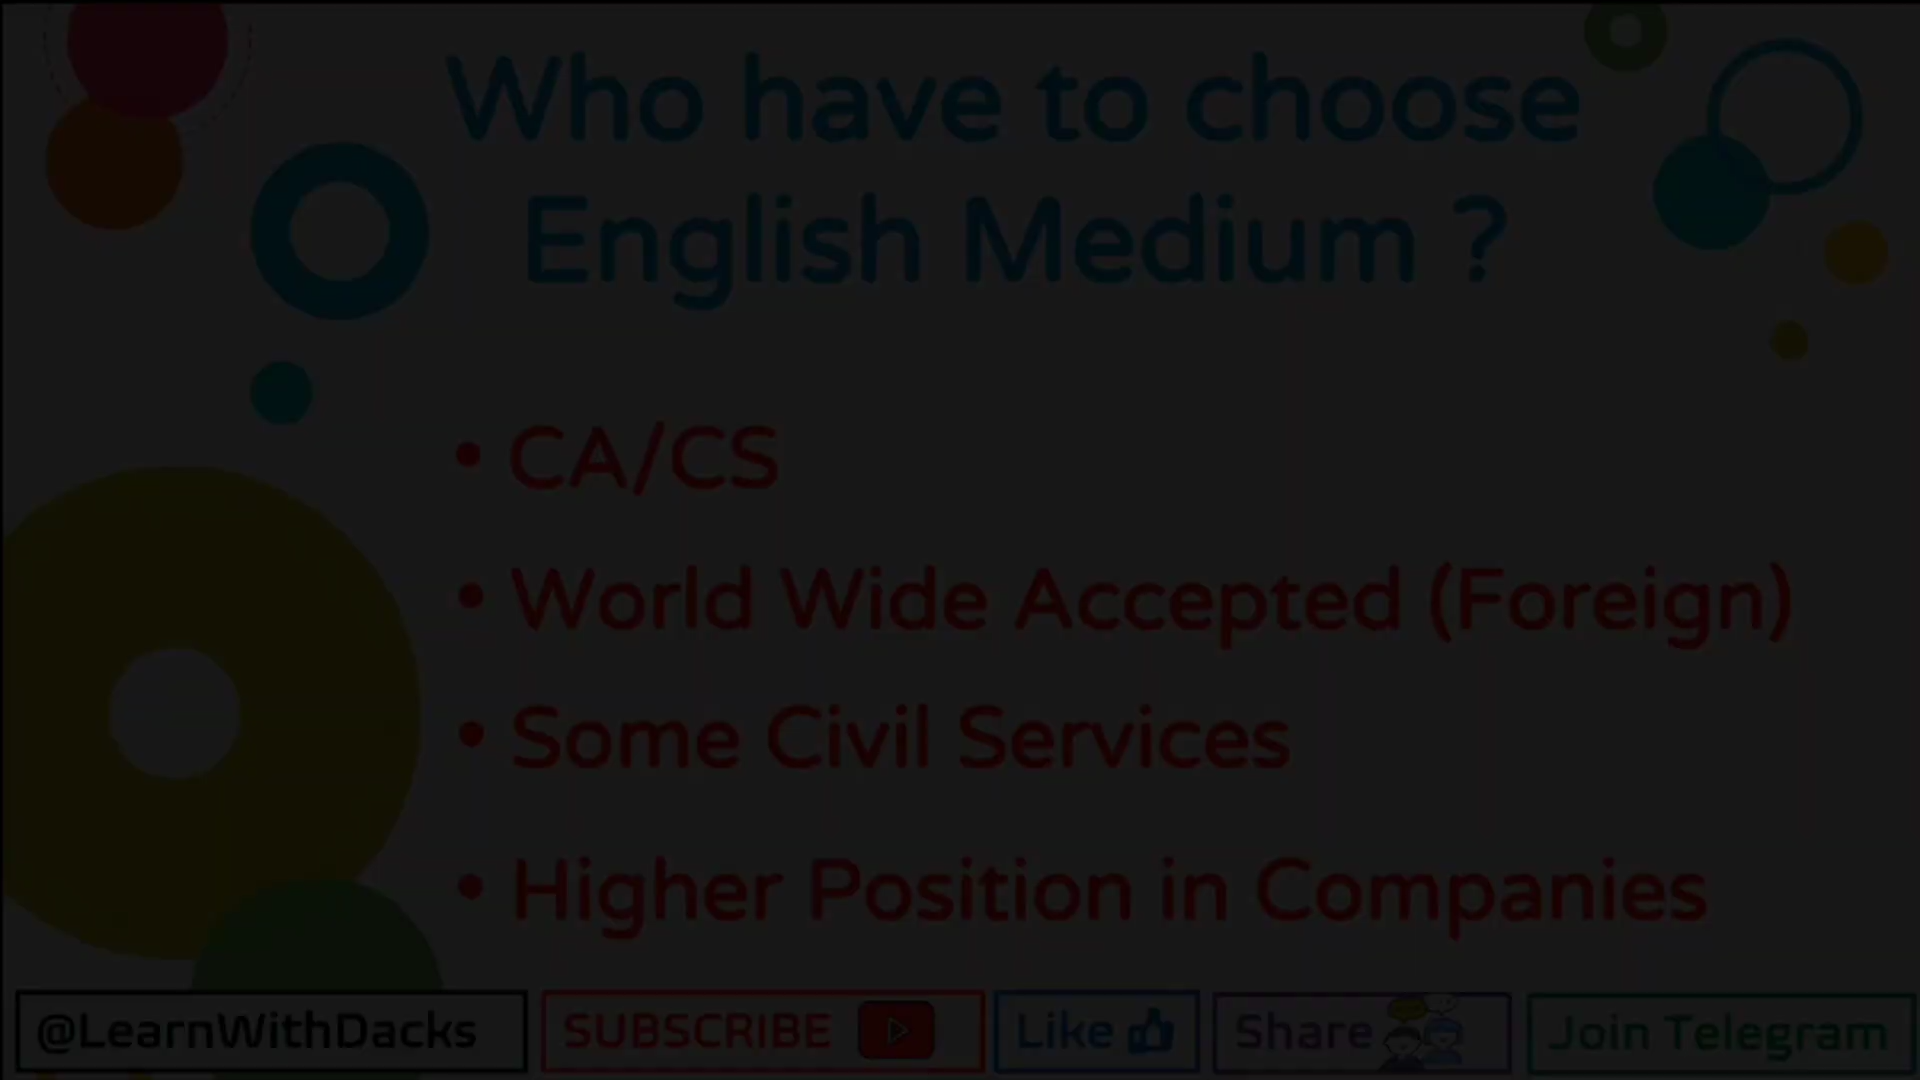 Who have to choose
English Medium ?
• CA/CS
• World Wide Accepted (Foreign)
• Some Civil Services
• Higher Position in Companies
@LearnWithDacks SUBSCRIBE Like Share Join Telegram